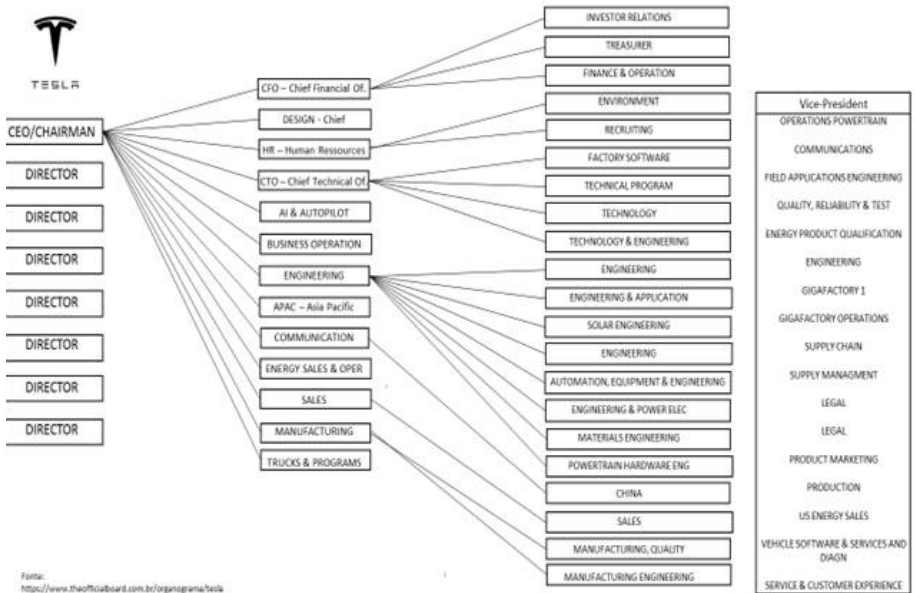 TESLA
CEO/CHAIRMAN
DIRECTOR
DIRECTOR
DIRECTOR
DIRECTOR
DIRECTOR
DIRECTOR
DIRECTOR
CFO – Chief Financial Of.
DESIGN - Chief
HR – Human Ressources
CTO – Chief Technical Of.
AI & AUTOPILOT
BUSINESS OPERATION
ENGINEERING
APAC – Asia Pacific
COMMUNICATION
ENERGY SALES & OPER
SALES
MANUFACTURING
TRUCKS & PROGRAMS
INVESTOR RELATIONS
TREASURER
FINANCE & OPERATION
ENVIRONMENT
RECRUITING
FACTORY SOFTWARE
TECHNICAL PROGRAM
TECHNOLOGY
TECHNOLOGY & ENGINEERING
ENGINEERING
ENGINEERING & APPLICATION
SOLAR ENGINEERING
ENGINEERING
AUTOMATION, EQUIPMENT & ENGINEERING
ENGINEERING & POWER ELEC
MATERIALS ENGINEERING
POWERTRAIN HARDWARE ENG
CHINA
SALES
MANUFACTURING, QUALITY
MANUFACTURING ENGINEERING
Vice-President
OPERATIONS POWERTRAIN
COMMUNICATIONS
FIELD APPLICATIONS ENGINEERING
QUALITY, RELIABILITY & TEST
ENERGY PRODUCT QUALIFICATION
ENGINEERING
GIGAFACTORY 1
GIGAFACTORY OPERATIONS
SUPPLY CHAIN
SUPPLY MANAGMENT
LEGAL
LEGAL
PRODUCT MARKETING
PRODUCTION
US ENERGY SALES
VEHICLE SOFTWARE & SERVICES AND
DIAGN
SERVICE & CUSTOMER EXPERIENCE
Fonte:
https://www.theofficialboard.com.br/organograma/tesla